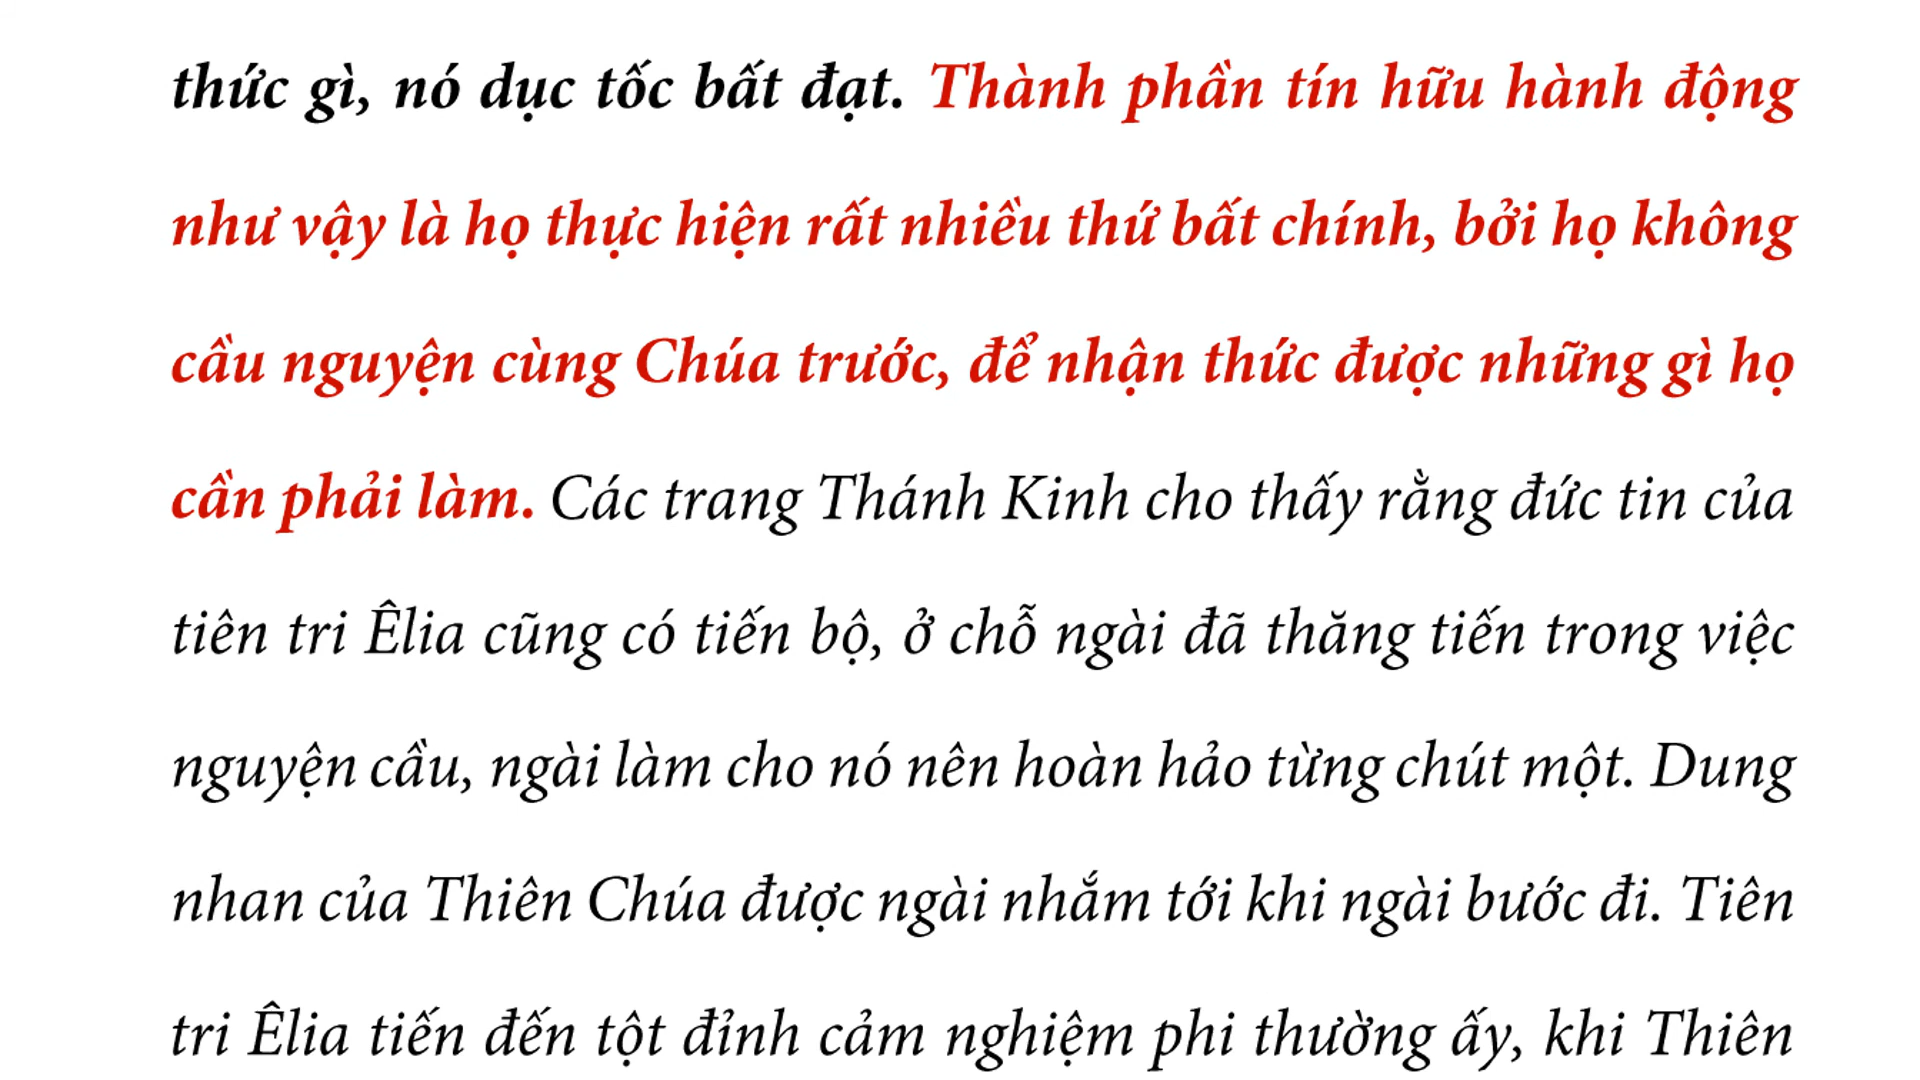 thức gì, nó dục tốc bất đạt. Thành phần tín hữu hành động
như vậy là họ thực hiện rất nhiều thứ bất chính, bởi họ không
cầu nguyện cùng Chúa trước, để nhận thức được những gì họ
cần phải làm. Các trang Thánh Kinh cho thấy rằng đức tin của
tiên tri Êlia cũng có tiến bộ, ở chỗ ngài đã thăng tiến trong việc
nguyện cầu, ngài làm cho nó nên hoàn hảo từng chút một. Dung
nhan của Thiên Chúa được ngài nhắm tới khi ngài bước đi. Tiên
tri Êlia tiến đến tột đỉnh cảm nghiệm phi thường ấy, khi Thiên